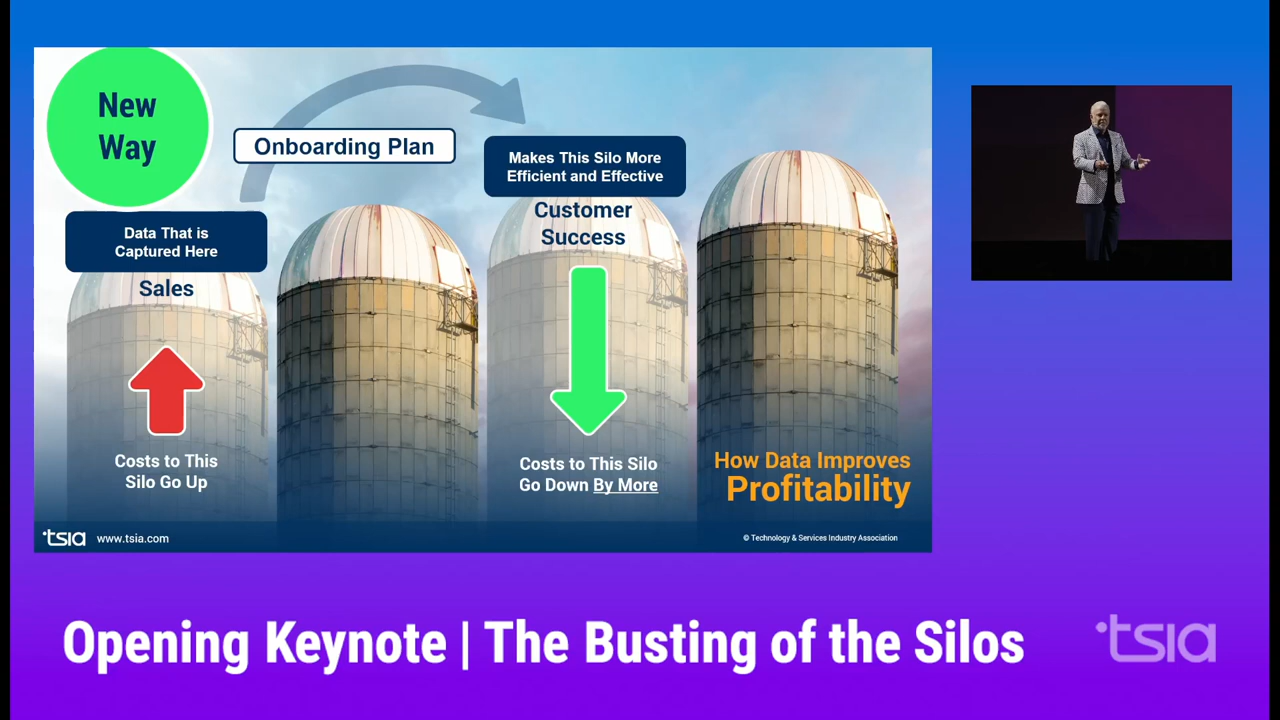 New
Way
Onboarding Plan
Makes This Silo More
Efficient and Effective
Data That is
Captured Here
Customer
Success
Sales
Costs to This
Silo Go Up
Costs to This Silo
Go Down By More
How Data Improves
Profitability
tsia www.tsia.com
© Technology & Services Industry Association
Opening Keynote | The Busting of the Silos
tsia